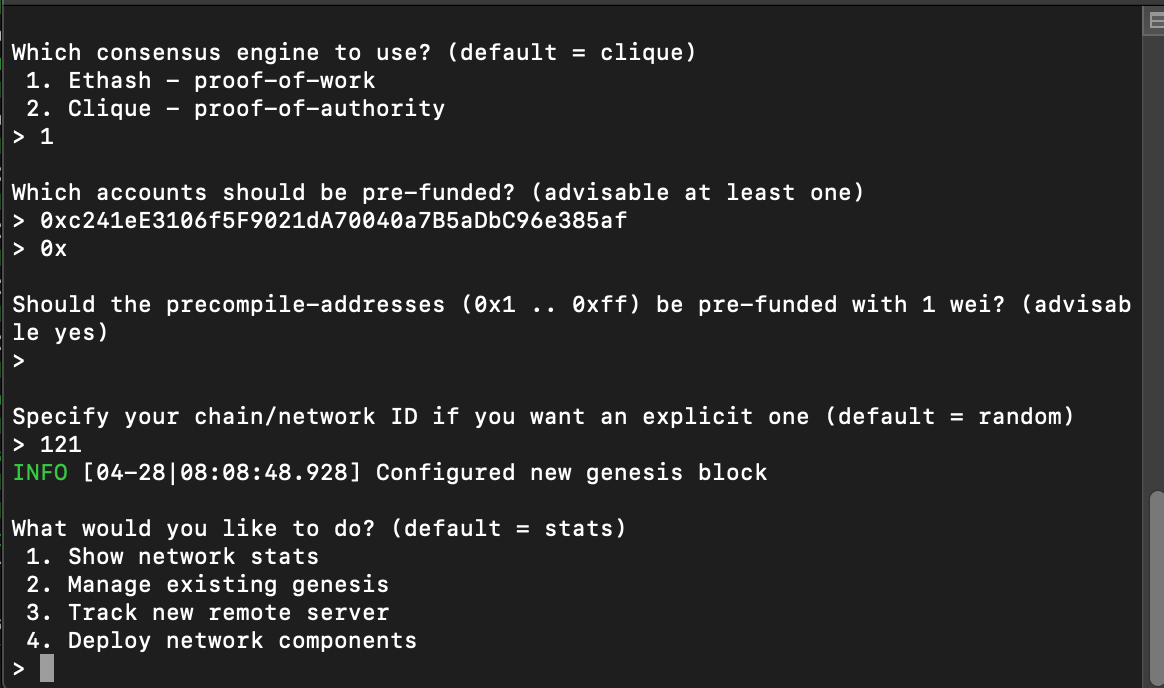 Which consensus engine to use? (default = clique)
1. Ethash - proof-of-work
2. Clique - proof-of-authority
> 1
Which accounts should be pre-funded? (advisable at least one)
> 0xc241eE3106f5F9021dA70040a7B5aDbC96e385af
> 0x
Should the precompile-addresses (0x1 .. 0xff) be pre-funded with 1 wei? (advisab
le yes)
>
Specify your chain/network ID if you want an explicit one (default = random)
> 121
INFO [04-28|08:08:48.928] Configured new genesis block
What would you like to do? (default = stats)
1. Show network stats
2. Manage existing genesis
3. Track new remote server
4. Deploy network components
>